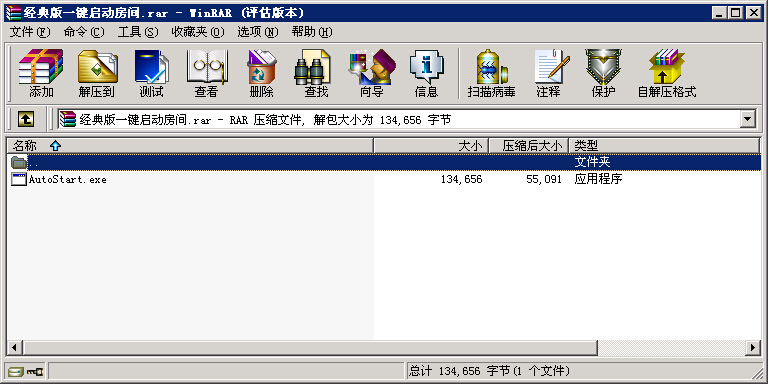 经典版一键启动房间.rar - WinRAR (评估版本)
文件(F) 命令(C) 工具(S) 收藏夹(O) 选项(N) 帮助(H)
添加 解压到 测试 查看 删除 查找 向导 信息 扫描病毒 注释 保护 自解压格式
经典版一键启动房间.rar - RAR 压缩文件, 解包大小为 134,656 字节
名称 大小 压缩后大小 类型
.. 文件夹
AutoStart.exe 134,656 55,091 应用程序
总计 134,656 字节(1 个文件)